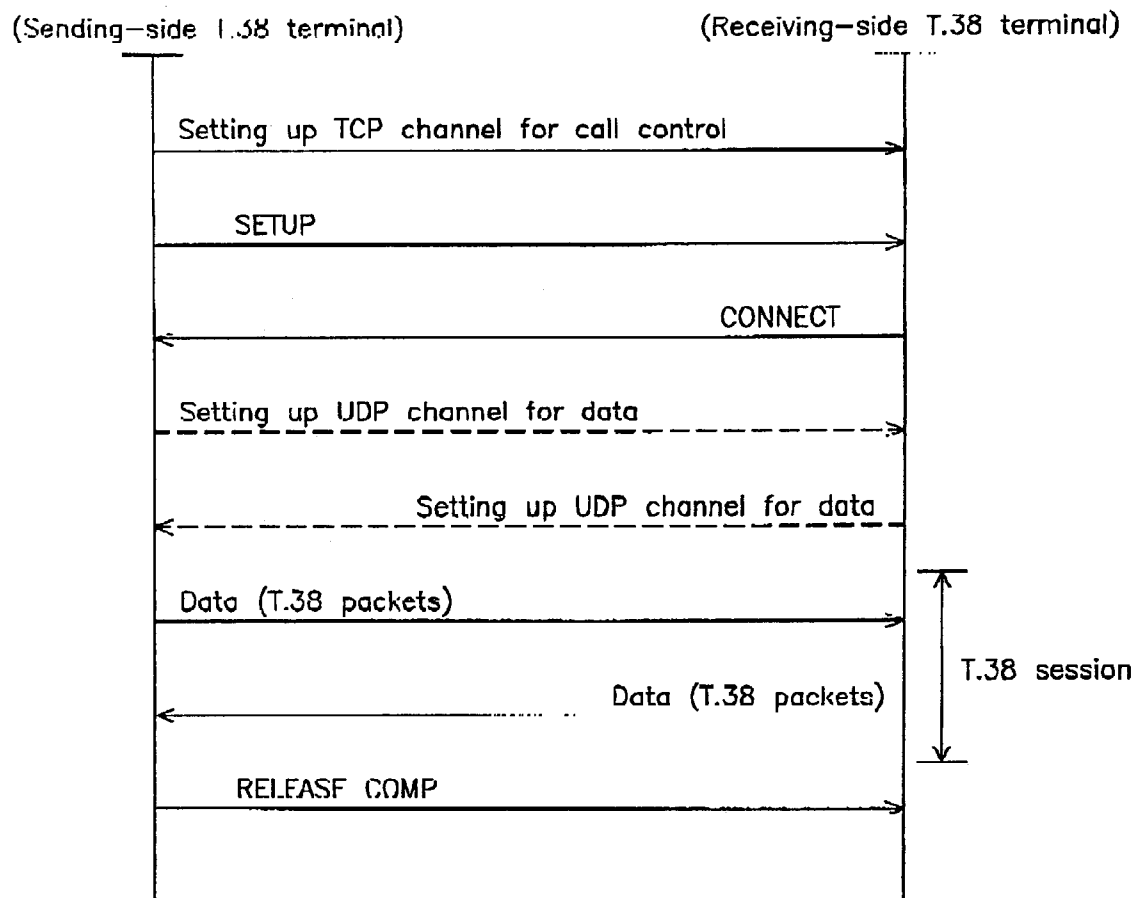 (Sending-side T.38 terminal)
(Receiving-side T.38 terminal)
Setting up TCP channel for call control
SETUP
CONNECT
Setting up UDP channel for data
Setting up UDP channel for data
Data (T.38 packets)
T.38 session
Data (T.38 packets)
RELEASE COMP